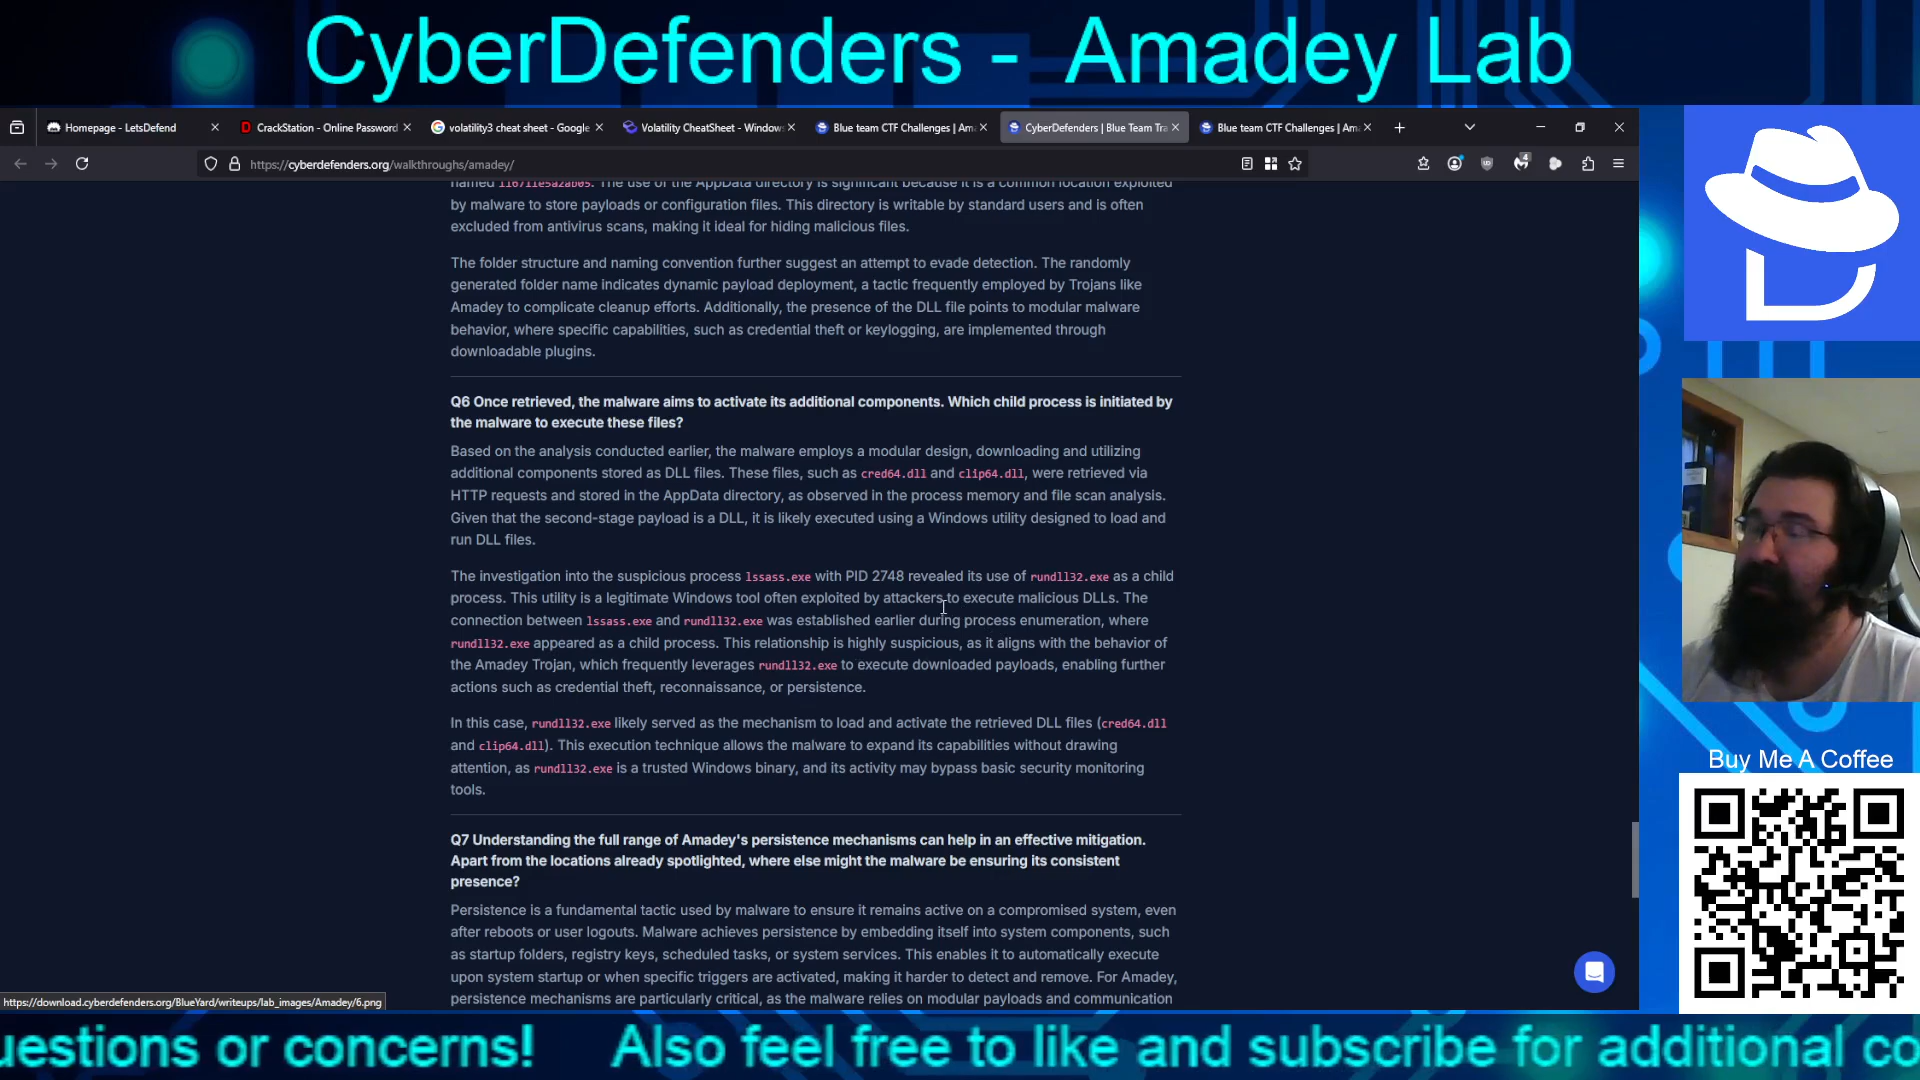 CyberDefenders - Amadey Lab
Homepage - LetsDefend
CrackStation - Online Password
volatility3 cheat sheet - Google
Volatility CheatSheet - Window
Blue team CTF Challenges | Am
CyberDefenders | Blue Team Tra
Blue team CTF Challenges | Ama
https://cyberdefenders.org/walkthroughs/amadey/
4
The use of the AppData directory is significant because it is a common location exploited
by malware to store payloads or configuration files. This directory is writable by standard users and is often
excluded from antivirus scans, making it ideal for hiding malicious files.
The folder structure and naming convention further suggest an attempt to evade detection. The randomly
generated folder name indicates dynamic payload deployment, a tactic frequently employed by Trojans like
Amadey to complicate cleanup efforts. Additionally, the presence of the DLL file points to modular malware
behavior, where specific capabilities, such as credential theft or keylogging, are implemented through
downloadable plugins.
Q6 Once retrieved, the malware aims to activate its additional components. Which child process is initiated by
the malware to execute these files?
Based on the analysis conducted earlier, the malware employs a modular design, downloading and utilizing
additional components stored as DLL files. These files, such as cred64.dll and clip64.dll, were retrieved via
HTTP requests and stored in the AppData directory, as observed in the process memory and file scan analysis.
Given that the second-stage payload is a DLL, it is likely executed using a Windows utility designed to load and
run DLL files.
The investigation into the suspicious process lssass.exe with PID 2748 revealed its use of rundll32.exe as a child
process. This utility is a legitimate Windows tool often exploited by attackers to execute malicious DLLs. The
connection between lssass.exe and rundll32.exe was established earlier during process enumeration, where
rundll32.exe appeared as a child process. This relationship is highly suspicious, as it aligns with the behavior of
the Amadey Trojan, which frequently leverages rundll32.exe to execute downloaded payloads, enabling further
actions such as credential theft, reconnaissance, or persistence.
In this case, rundll32.exe likely served as the mechanism to load and activate the retrieved DLL files (cred64.dll
and clip64.dll). This execution technique allows the malware to expand its capabilities without drawing
attention, as rundll32.exe is a trusted Windows binary, and its activity may bypass basic security monitoring
tools.
Q7 Understanding the full range of Amadey's persistence mechanisms can help in an effective mitigation.
Apart from the locations already spotlighted, where else might the malware be ensuring its consistent
presence?
Persistence is a fundamental tactic used by malware to ensure it remains active on a compromised system, even
after reboots or user logouts. Malware achieves persistence by embedding itself into system components, such
as startup folders, registry keys, scheduled tasks, or system services. This enables it to automatically execute
upon system startup or when specific triggers are activated, making it harder to detect and remove. For Amadey,
persistence mechanisms are particularly critical, as the malware relies on modular payloads and communication
https://download.cyberdefenders.org/BlueYard/writeups/lab_images/Amadey/6.png
Buy Me A Coffee
uestions or concerns! Also feel free to like and subscribe for additional co